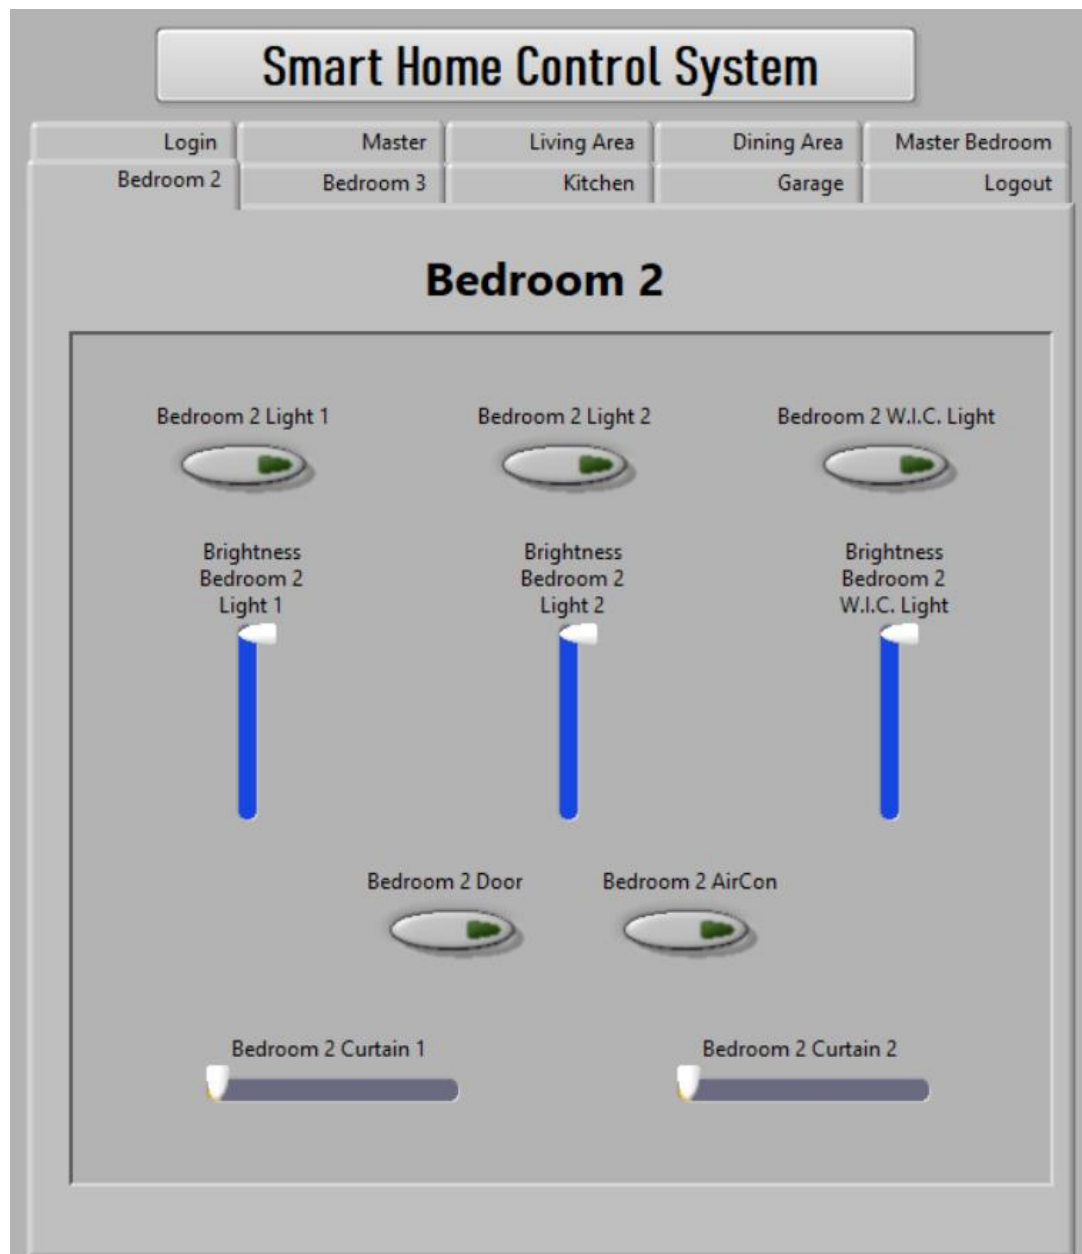 Smart Home Control System
Login Master Living Area Dining Area Master Bedroom
Bedroom 2 Bedroom 3 Kitchen Garage Logout
Bedroom 2
Bedroom 2 Light 1 Bedroom 2 Light 2 Bedroom 2 W.I.C. Light
Brightness Brightness Brightness
Bedroom 2 Bedroom 2 Bedroom 2
Light 1 Light 2 W.I.C. Light
Bedroom 2 Door Bedroom 2 AirCon
Bedroom 2 Curtain 1 Bedroom 2 Curtain 2